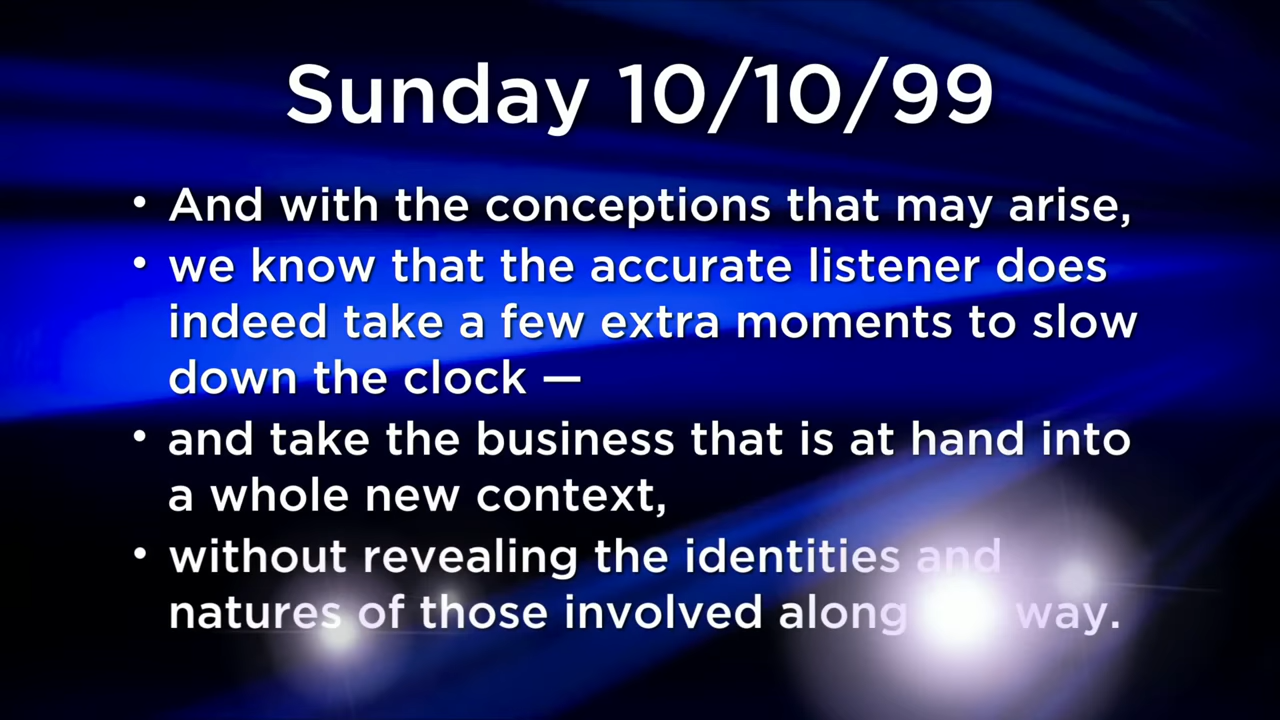 Sunday 10/10/99
• And with the conceptions that may arise,
• we know that the accurate listener does
indeed take a few extra moments to slow
down the clock —
• and take the business that is at hand into
a whole new context,
• without revealing the identities and
natures of those involved along way.